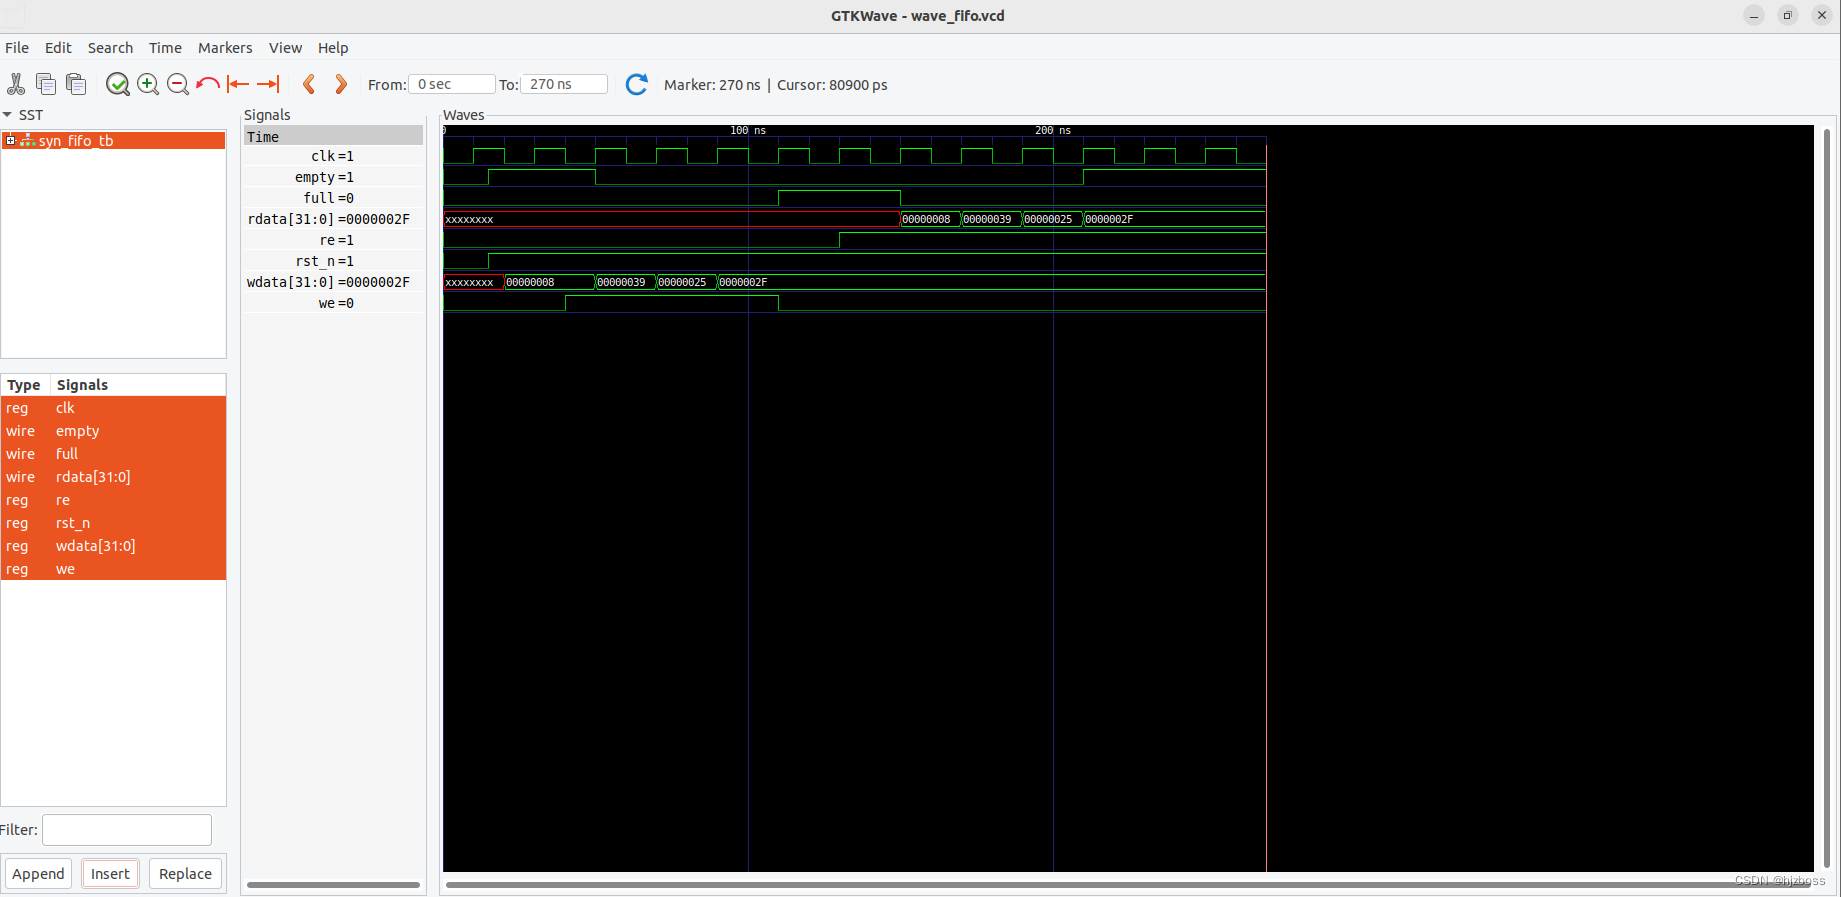 GTKWave - wave_fifo.vcd
File Edit Search Time Markers View Help
From: 0 sec To: 270 ns Marker: 270 ns | Cursor: 80900 ps
SST
syn_fifo_tb
Type Signals
reg clk
wire empty
wire full
wire rdata[31:0]
reg re
reg rst_n
reg wdata[31:0]
reg we
Filter:
Append Insert Replace
Signals
Time
clk=1
empty=1
full=0
rdata[31:0]=0000002F
re=1
rst_n=1
wdata[31:0]=0000002F
we=0
Waves
0 100 ns 200 ns
xxxxxxxx 00000008 00000039 00000025 0000002F
xxxxxxxx 00000008 00000039 00000025 0000002F
CSDN @bjzboss